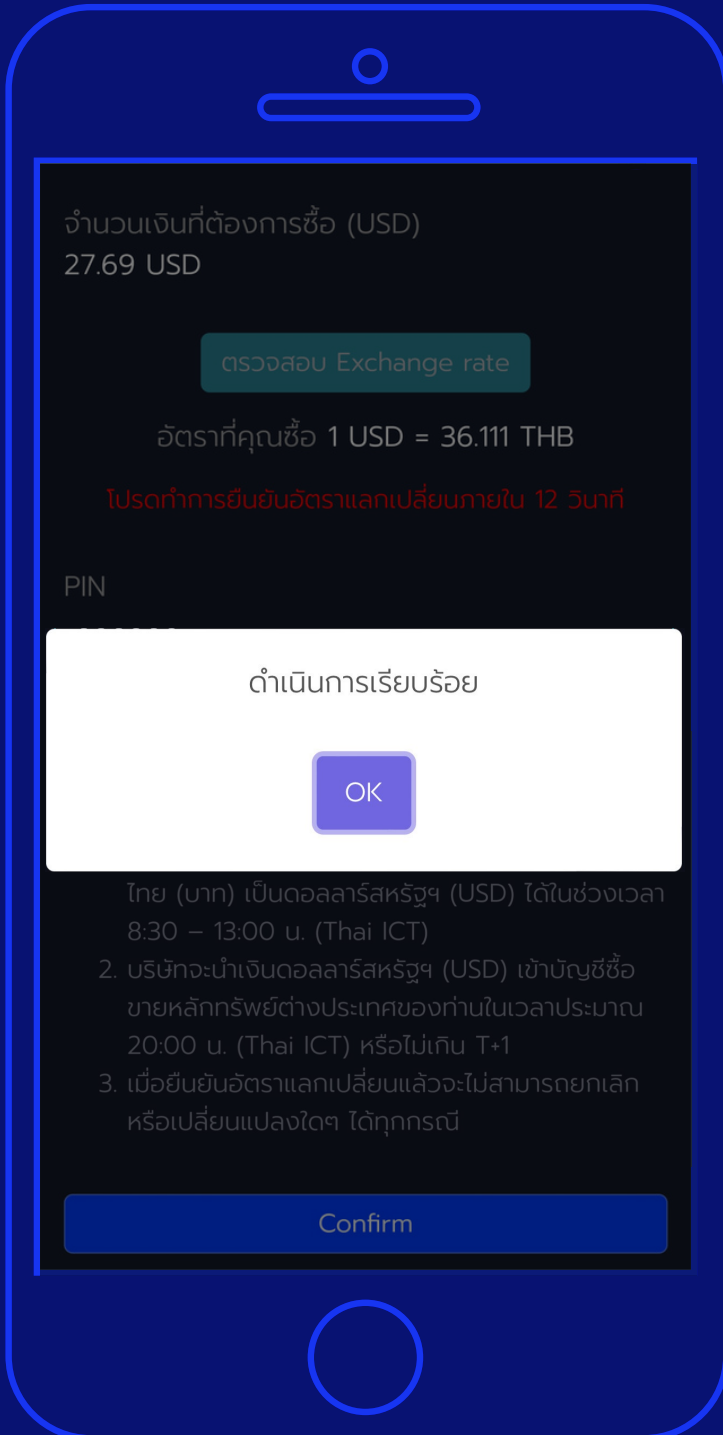 จำนวนเงินที่ต้องการซื้อ (USD)
27.69 USD
ตรวจสอบ Exchange rate
อัตราที่คุณซื้อ 1 USD = 36.111 THB
โปรดทำการยืนยันอัตราแลกเปลี่ยนภายใน 12 วินาที
PIN
ดำเนินการเรียบร้อย
OK
ไทย (บาท) เป็นดอลลาร์สหรัฐฯ (USD) ได้ในช่วงเวลา
8:30 – 13:00 น. (Thai ICT)
2. บริษัทจะนำเงินดอลลาร์สหรัฐฯ (USD) เข้าบัญชีซื้อ
ขายหลักทรัพย์ต่างประเทศของท่านในเวลาประมาณ
20:00 น. (Thai ICT) หรือไม่เกิน T+1
3. เมื่อยืนยันอัตราแลกเปลี่ยนแล้วจะไม่สามารถยกเลิก
หรือเปลี่ยนแปลงใดๆ ได้ทุกกรณี
Confirm